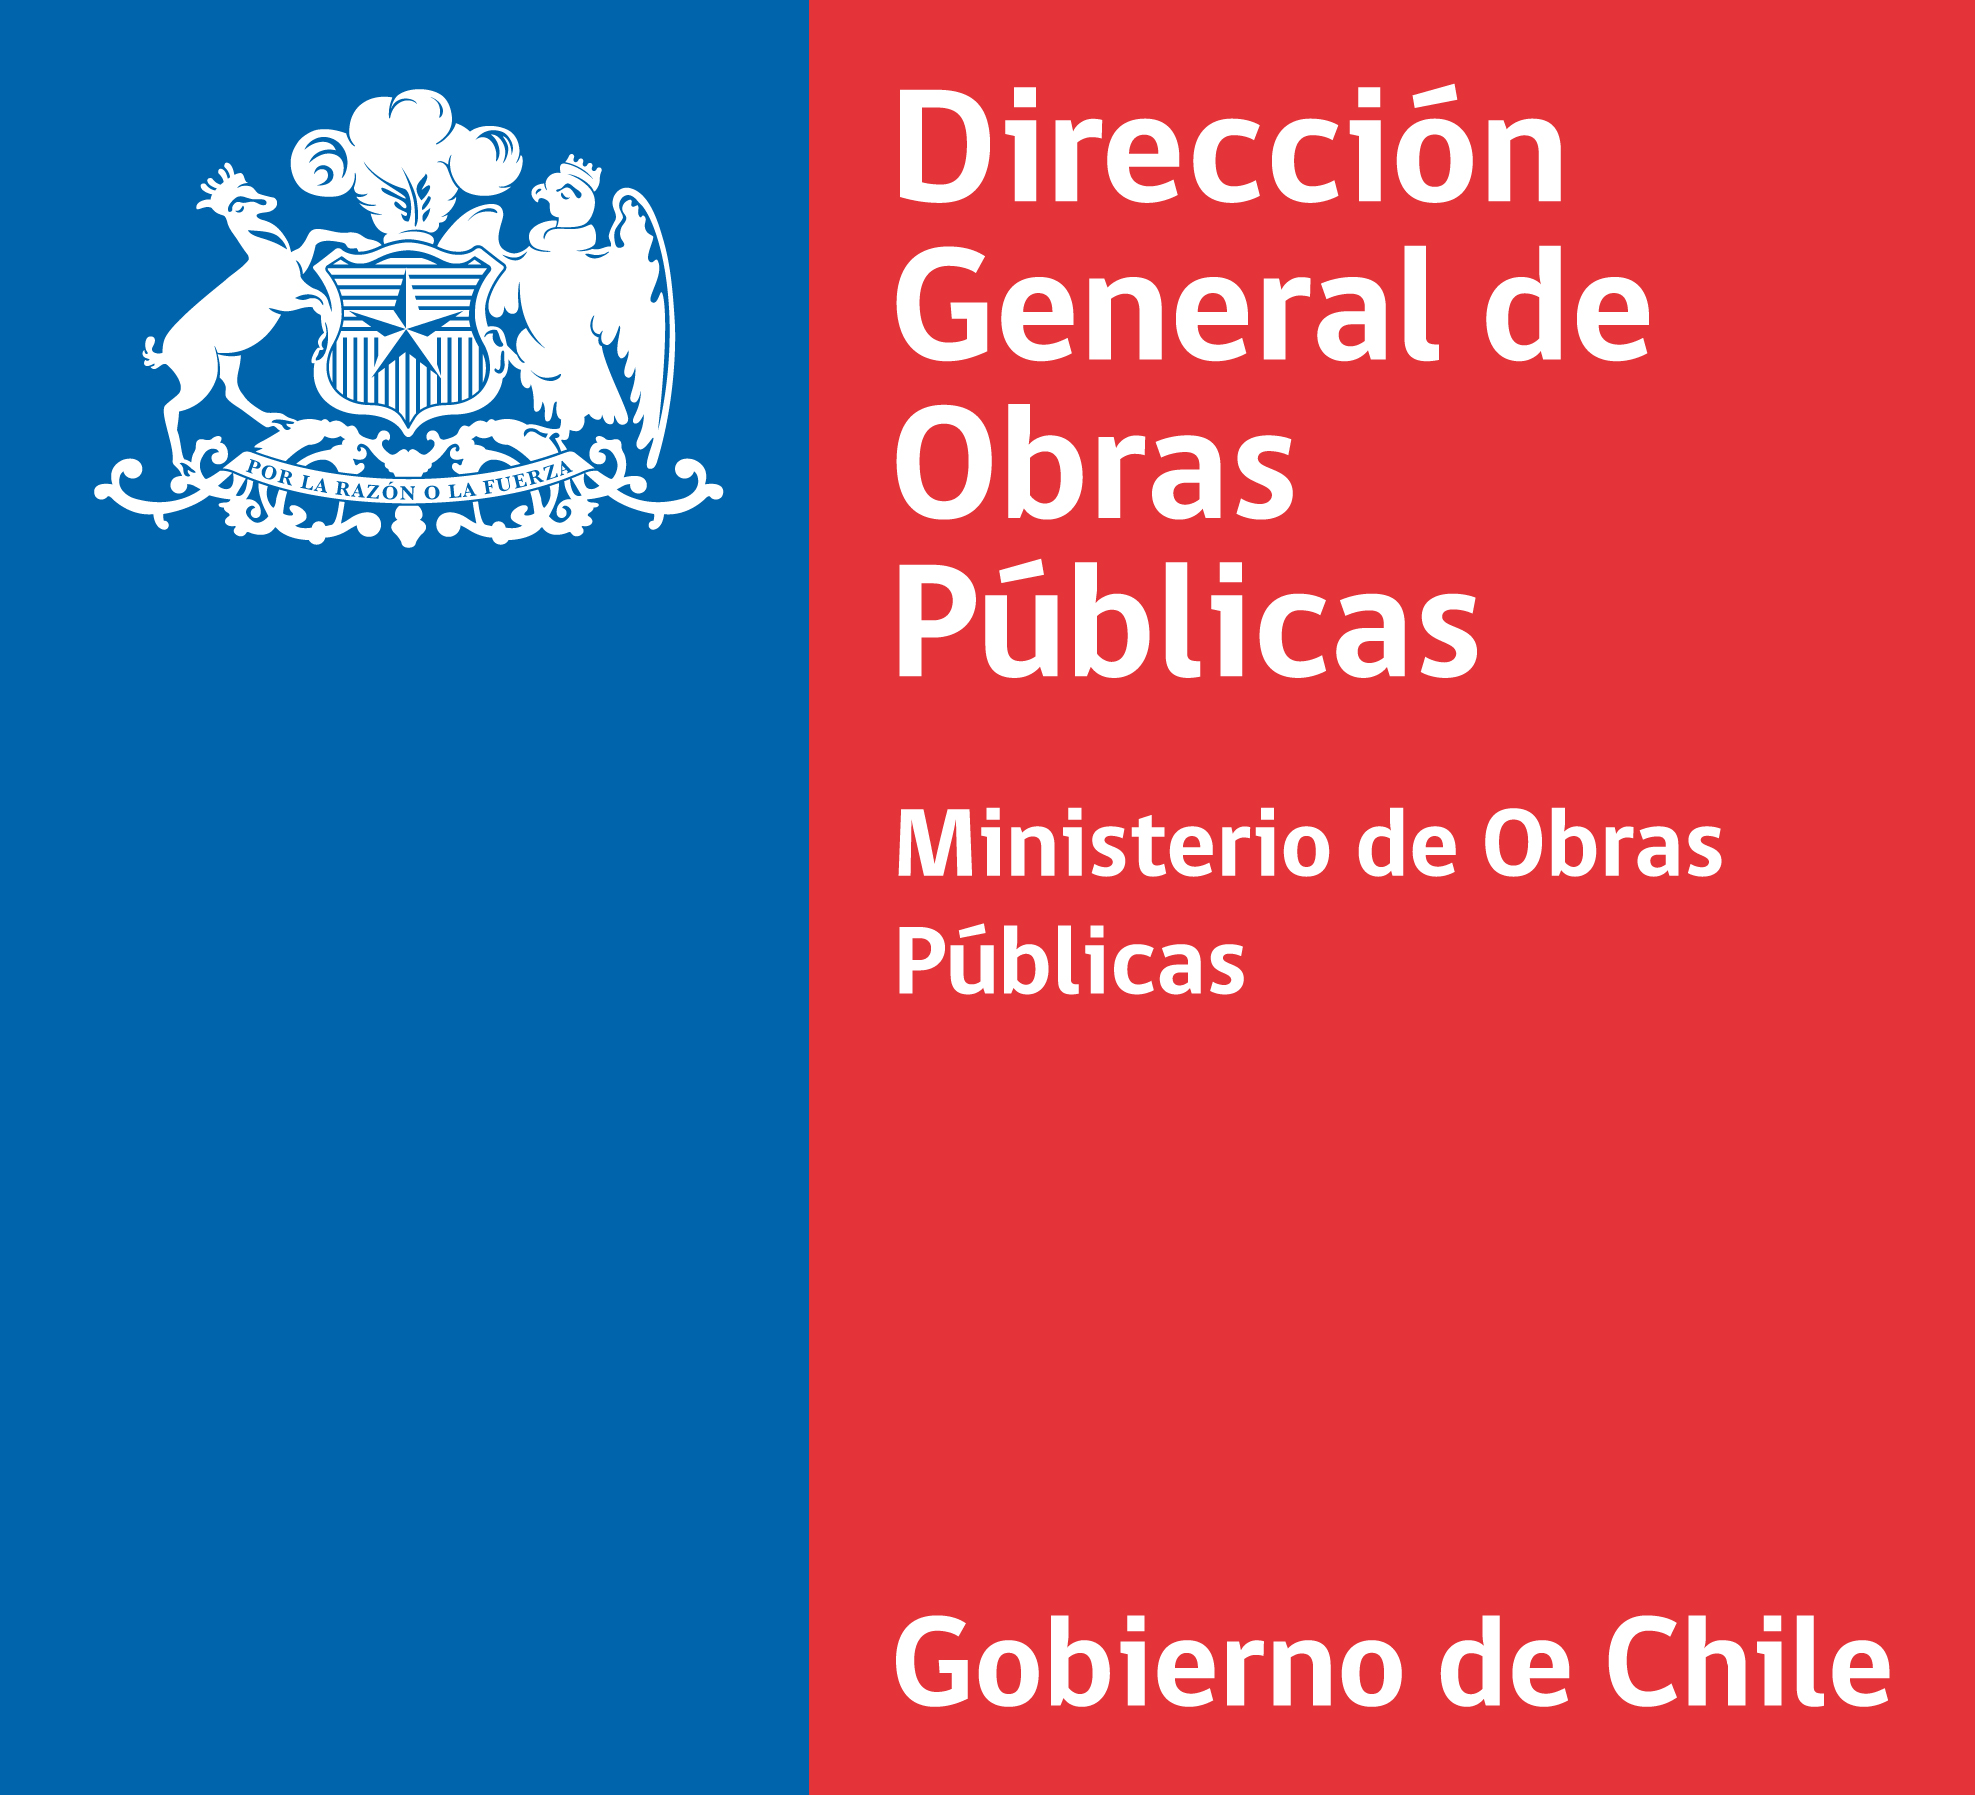 POR LA RAZÓN O LA FUERZA
Dirección
General de
Obras
Públicas
Ministerio de Obras
Públicas
Gobierno de Chile